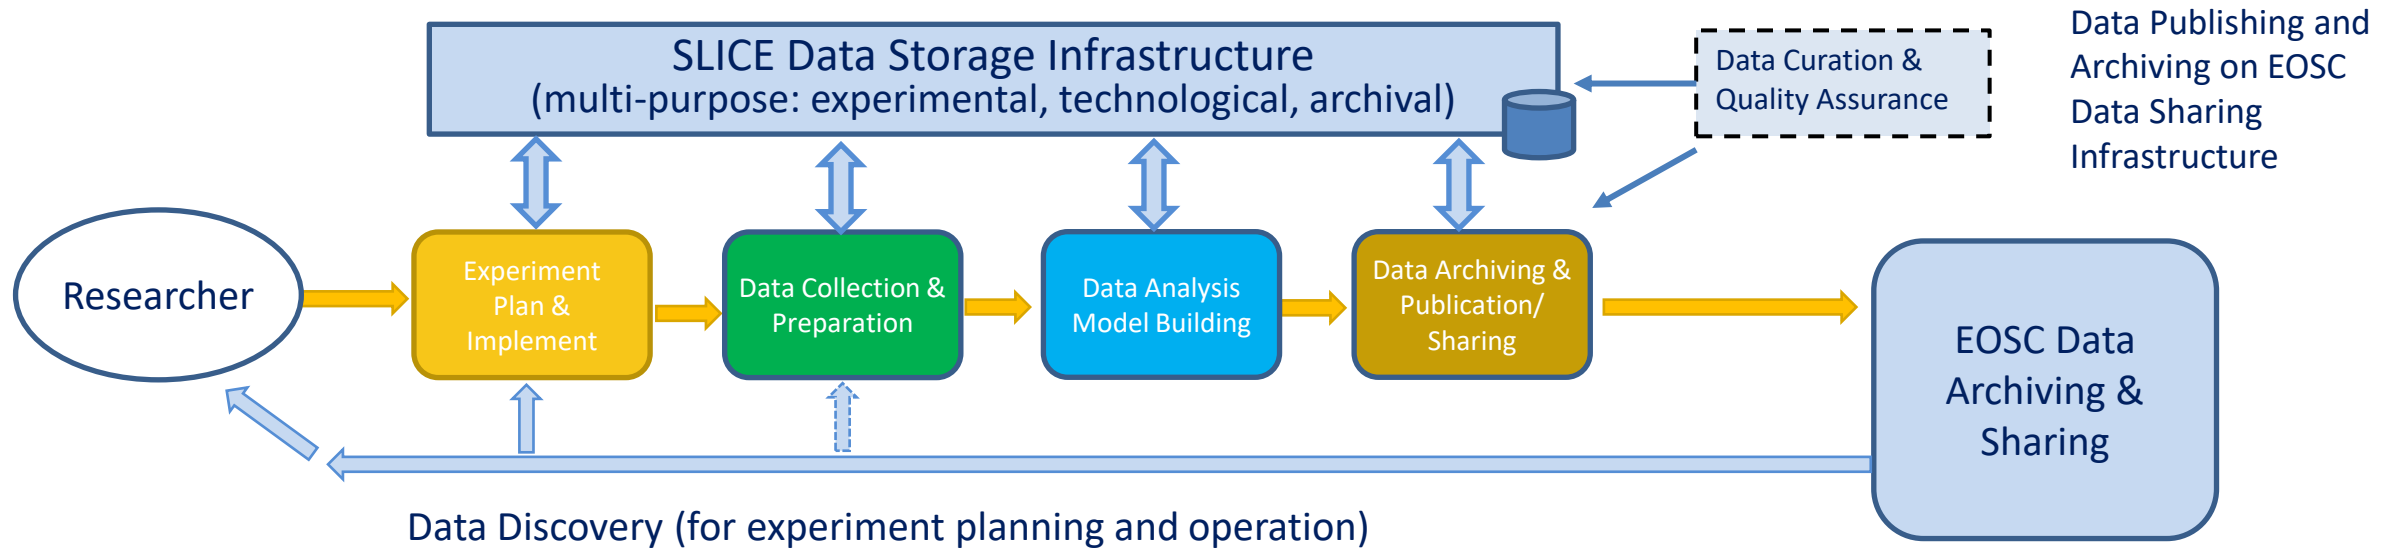 SLICE Data Storage Infrastructure
(multi-purpose: experimental, technological, archival)
Data Curation &
Quality Assurance
Data Publishing and
Archiving on EOSC
Data Sharing
Infrastructure
Researcher
Experiment
Plan &
Implement
Data Collection &
Preparation
Data Analysis
Model Building
Data Archiving &
Publication/
Sharing
EOSC Data
Archiving &
Sharing
Data Discovery (for experiment planning and operation)